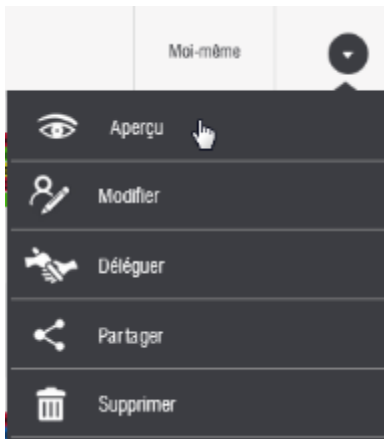 Moi-même
Aperçu
Modifier
Déléguer
Partager
Supprimer